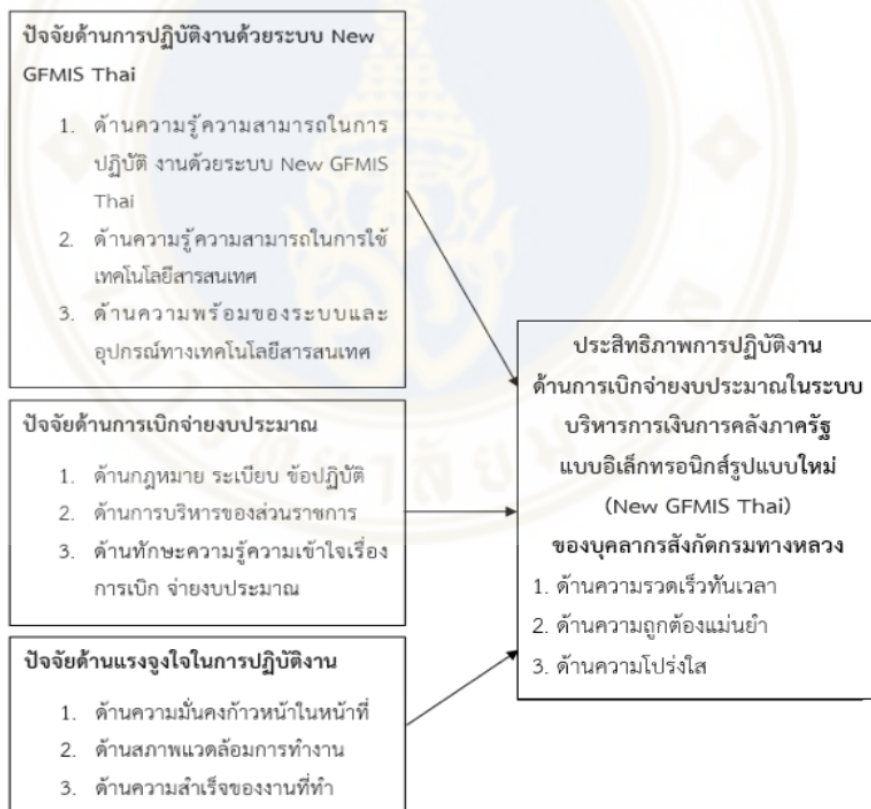 ปัจจัยด้านการปฏิบัติงานด้วยระบบ New
GFMIS Thai
1. ด้านความรู้ความสามารถในการ
ปฏิบัติ งานด้วยระบบ New GFMIS
Thai
2. ด้านความรู้ความสามารถในการใช้
เทคโนโลยีสารสนเทศ
3. ด้านความพร้อมของระบบและ
อุปกรณ์ทางเทคโนโลยีสารสนเทศ
ปัจจัยด้านการเบิกจ่ายงบประมาณ
1. ด้านกฎหมาย ระเบียบ ข้อปฏิบัติ
2. ด้านการบริหารของส่วนราชการ
3. ด้านทักษะความรู้ความเข้าใจเรื่อง
การเบิก จ่ายงบประมาณ
ปัจจัยด้านแรงจูงใจในการปฏิบัติงาน
1. ด้านความมั่นคงก้าวหน้าในหน้าที่
2. ด้านสภาพแวดล้อมการทำงาน
3. ด้านความสำเร็จของงานที่ทำ
ประสิทธิภาพการปฏิบัติงาน
ด้านการเบิกจ่ายงบประมาณในระบบ
บริหารการเงินการคลังภาครัฐ
แบบอิเล็กทรอนิกส์รูปแบบใหม่
(New GFMIS Thai)
ของบุคลากรสังกัดกรมทางหลวง
1. ด้านความรวดเร็วทันเวลา
2. ด้านความถูกต้องแม่นยำ
3. ด้านความโปร่งใส